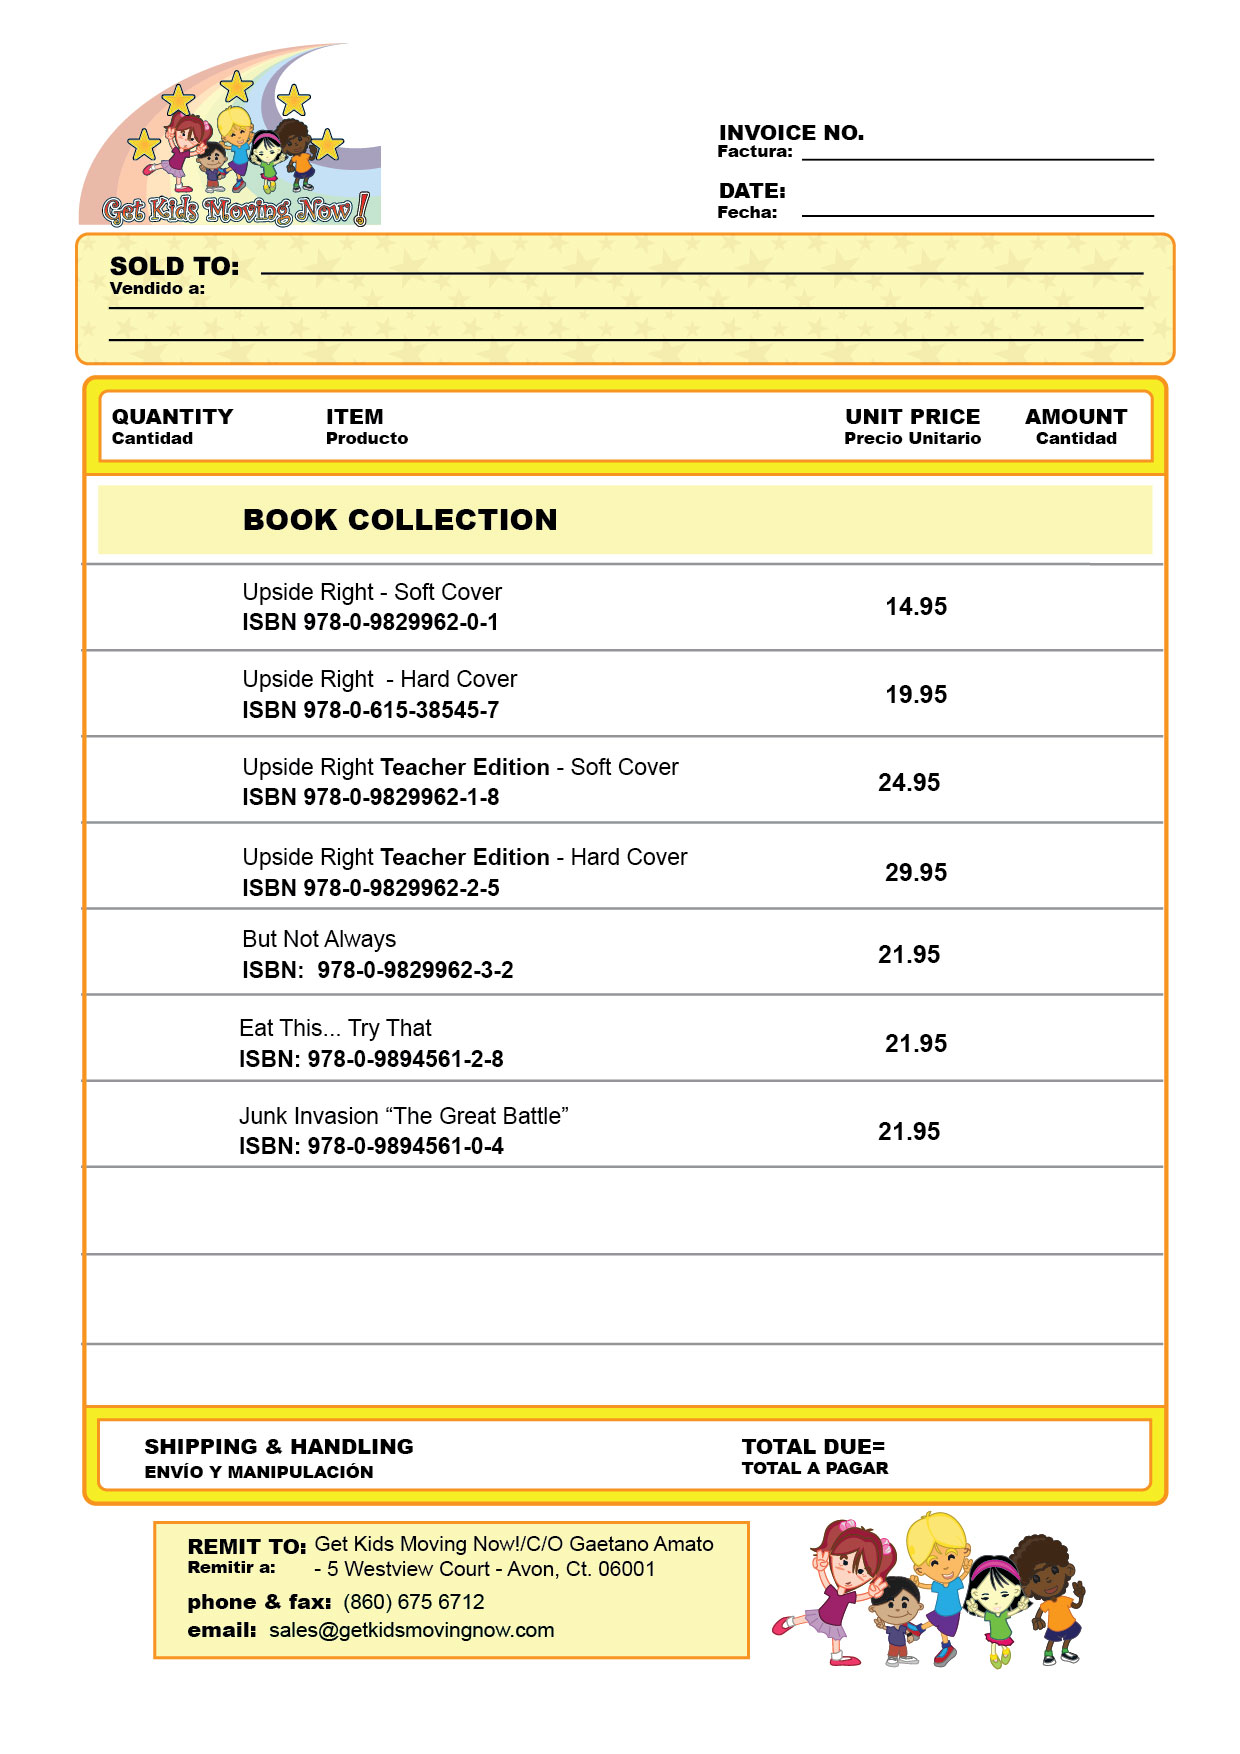 Get Kids Moving Now!
INVOICE NO.
Factura:
DATE:
Fecha:
SOLD TO:
Vendido a:
QUANTITY ITEM UNIT PRICE AMOUNT
Cantidad Producto Precio Unitario Cantidad
BOOK COLLECTION
Upside Right - Soft Cover
ISBN 978-0-9829962-0-1
14.95
Upside Right - Hard Cover
ISBN 978-0-615-38545-7
19.95
Upside Right Teacher Edition - Soft Cover
ISBN 978-0-9829962-1-8
24.95
Upside Right Teacher Edition - Hard Cover
ISBN 978-0-9829962-2-5
29.95
But Not Always
ISBN: 978-0-9829962-3-2
21.95
Eat This... Try That
ISBN: 978-0-9894561-2-8
21.95
Junk Invasion “The Great Battle”
ISBN: 978-0-9894561-0-4
21.95
SHIPPING & HANDLING TOTAL DUE=
ENVÍO Y MANIPULACIÓN TOTAL A PAGAR
REMIT TO: Get Kids Moving Now!/C/O Gaetano Amato
Remitir a: - 5 Westview Court - Avon, Ct. 06001
phone & fax: (860) 675 6712
email: sales@getkidsmovingnow.com